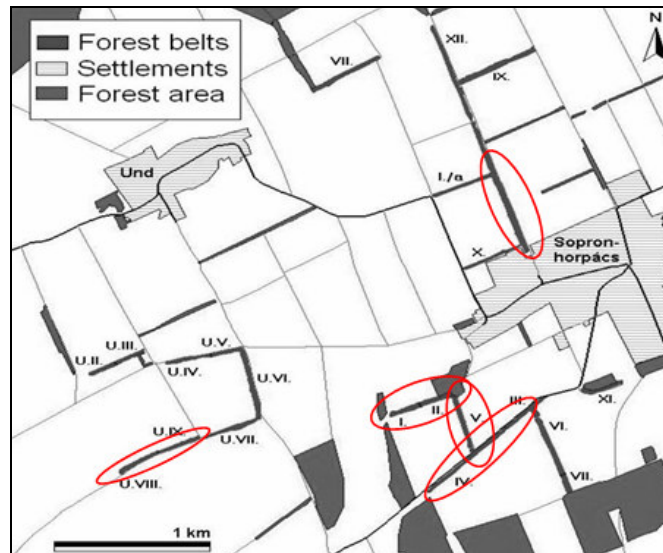 Forest belts
Settlements
Forest area
N
XII.
VII.
IX.
Und
I./a
X.
Sopron-
horpács
U.II.
U.III.
U.IV.
U.V.
U.VI.
U.VII.
U.IX.
U.VIII.
I.
II.
V.
III.
IV.
VI.
VII.
XI.
1 km